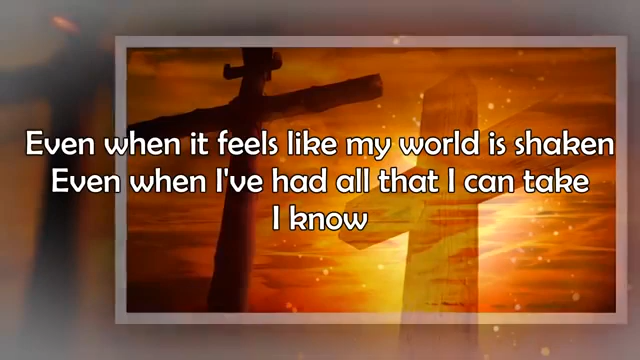 Even when it feels like my world is shaken
Even when I've had all that I can take
I know